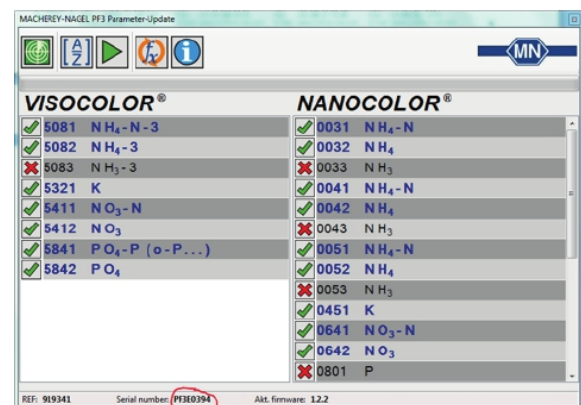 MACHEREY-NAGEL PF3 Parameter-Update
A
Z
fx
i
MN
VISOCOLOR®
5081 NH₄-N-3
5082 NH₄-3
5083 NH₃-3
5321 K
5411 NO₃-N
5412 NO₃
5841 PO₄-P (o-P...)
5842 PO₄
NANOCOLOR®
0031 NH₄-N
0032 NH₄
0033 NH₃
0041 NH₄-N
0042 NH₄
0043 NH₃
0051 NH₄-N
0052 NH₄
0053 NH₃
0451 K
0641 NO₃-N
0642 NO₃
0801 P
REF: 919341 Serial number: PF3E0394 Akt. firmware: 1.2.2